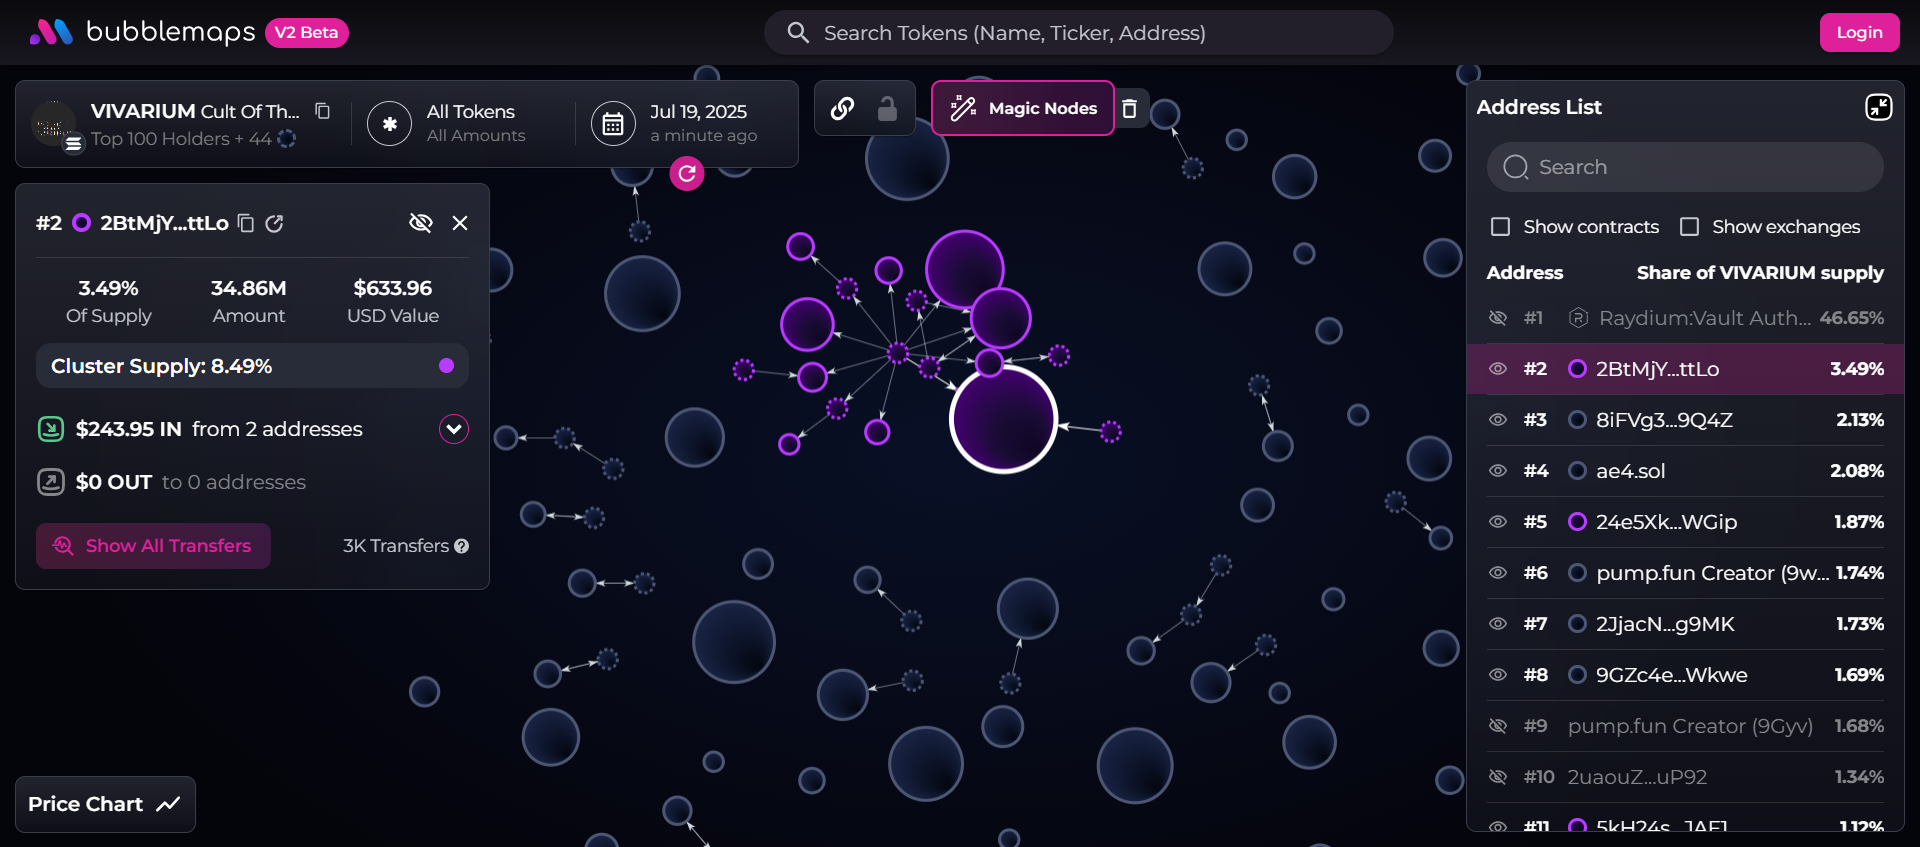 bubblemaps V2 Beta
Search Tokens (Name, Ticker, Address)
Login
VIVARIUM Cult Of Th...
Top 100 Holders + 44
All Tokens
All Amounts
Jul 19, 2025
a minute ago
Magic Nodes
#2 2BtMjY...ttLo
3.49% 34.86M $633.96
Of Supply Amount USD Value
Cluster Supply: 8.49%
$243.95 IN from 2 addresses
$0 OUT to 0 addresses
Show All Transfers 3K Transfers
Price Chart
Address List
Search
Show contracts Show exchanges
Address Share of VIVARIUM supply
#1 Raydium:Vault Auth... 46.65%
#2 2BtMjY...ttLo 3.49%
#3 8iFVg3...9Q4Z 2.13%
#4 ae4.sol 2.08%
#5 24e5Xk...WGip 1.87%
#6 pump.fun Creator (9w... 1.74%
#7 2JjacN...g9MK 1.73%
#8 9GZc4e...Wkwe 1.69%
#9 pump.fun Creator (9Gyv) 1.68%
#10 2uaouZ...uP92 1.34%
#11 1.12%